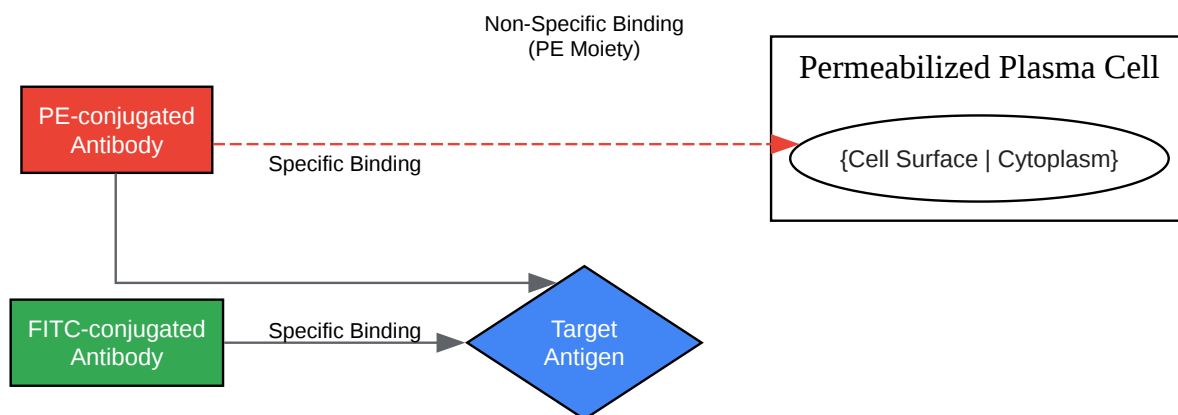 Non-Specific Binding
(PE Moiety)
Permeabilized Plasma Cell
PE-conjugated
Antibody
Specific Binding
{Cell Surface | Cytoplasm}
FITC-conjugated
Antibody
Specific Binding
Target
Antigen